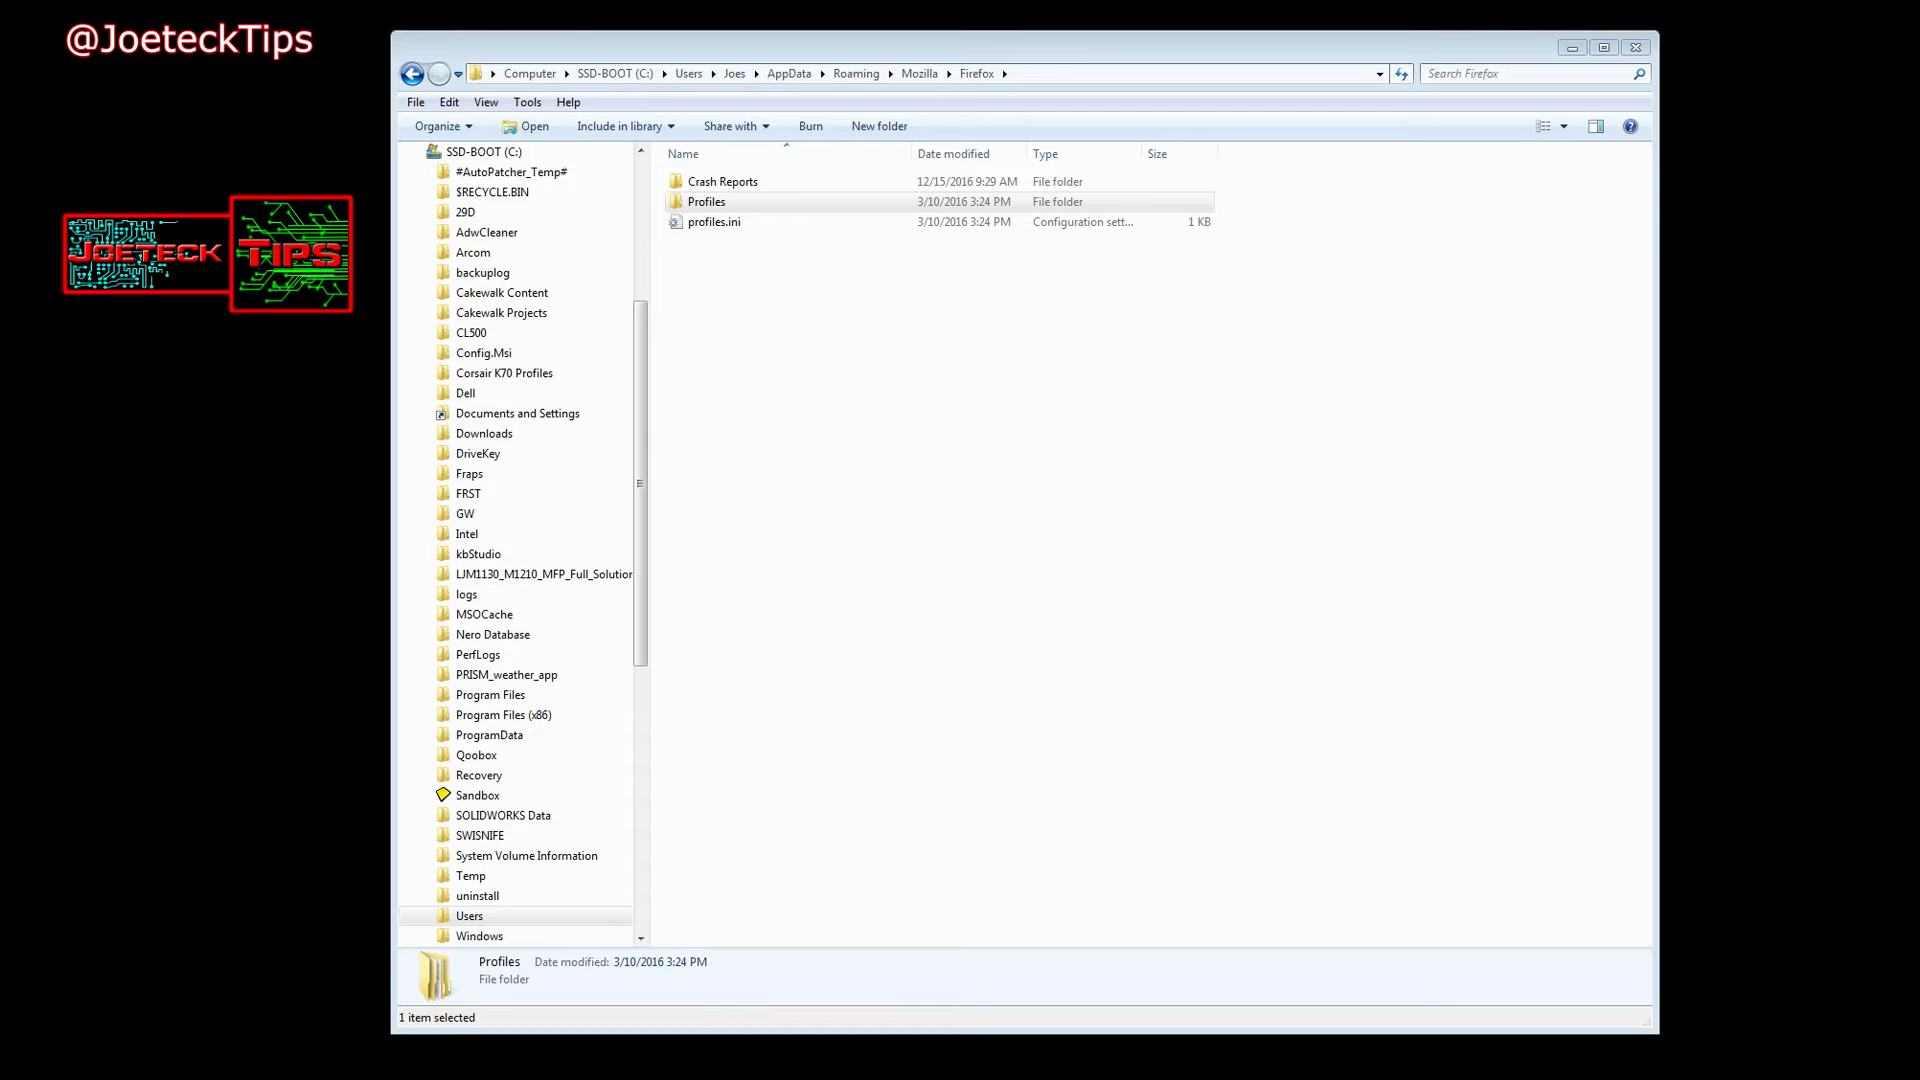 @JoeteckTips
Computer SSD-BOOT (C:) Users Joes AppData Roaming Mozilla Firefox
Search Firefox
File Edit View Tools Help
Organize Open Include in library Share with Burn New folder
SSD-BOOT (C:)
#AutoPatcher_Temp#
$RECYCLE.BIN
29D
AdwCleaner
Arcom
backuplog
Cakewalk Content
Cakewalk Projects
CL500
Config.Msi
Corsair K70 Profiles
Dell
Documents and Settings
Downloads
DriveKey
Fraps
FRST
GW
Intel
kbStudio
LJM1130_M1210_MFP_Full_Solution
logs
MSOCache
Nero Database
PerfLogs
PRISM_weather_app
Program Files
Program Files (x86)
ProgramData
Qoobox
Recovery
Sandbox
SOLIDWORKS Data
SWISNIFE
System Volume Information
Temp
uninstall
Users
Windows
Name Date modified Type Size
Crash Reports 12/15/2016 9:29 AM File folder
Profiles 3/10/2016 3:24 PM File folder
profiles.ini 3/10/2016 3:24 PM Configuration sett... 1 KB
JOETECK TIPS
Profiles Date modified: 3/10/2016 3:24 PM
File folder
1 item selected